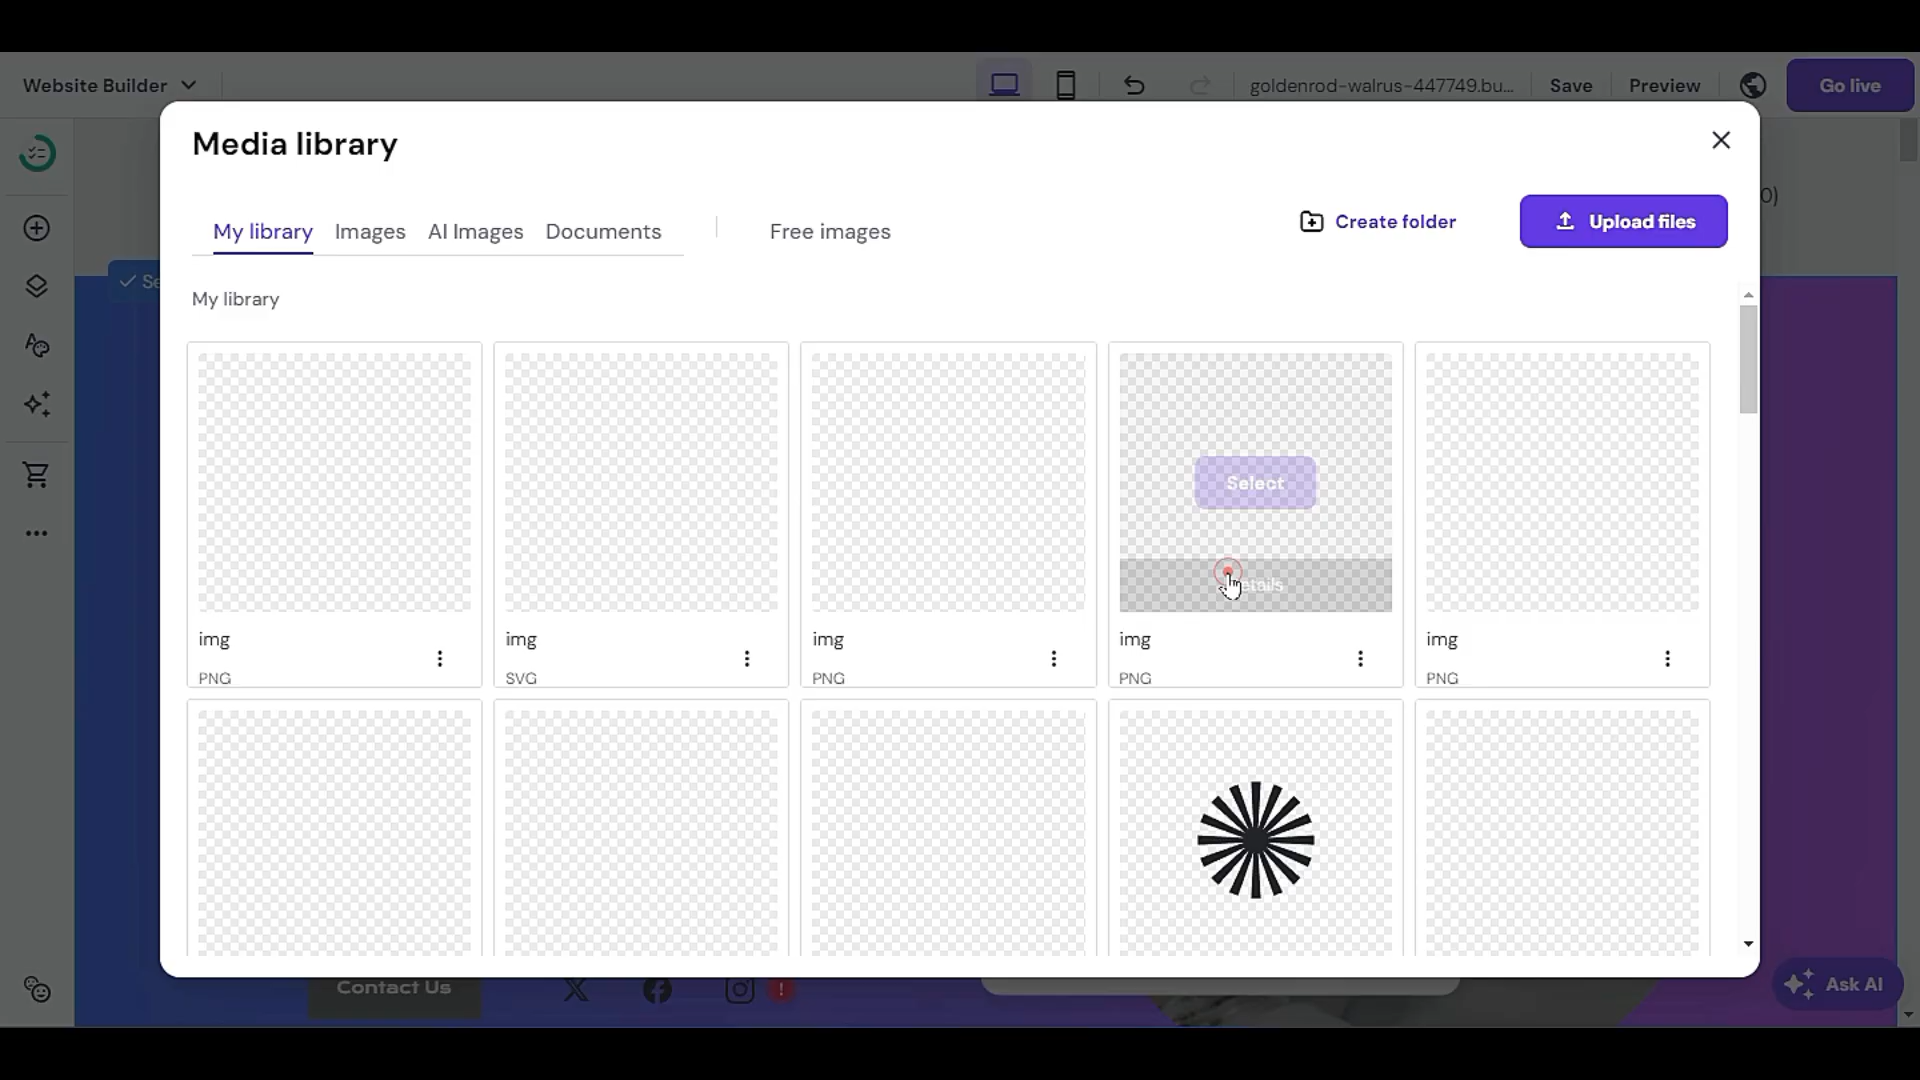 Website Builder
goldenrod-walrus-447749.bu...
Save
Preview
Go live
Media library
My library
Images
AI Images
Documents
Free images
Create folder
Upload files
0)
My library
Select
img
PNG
img
SVG
img
PNG
img
PNG
img
PNG
Contact Us
Ask AI